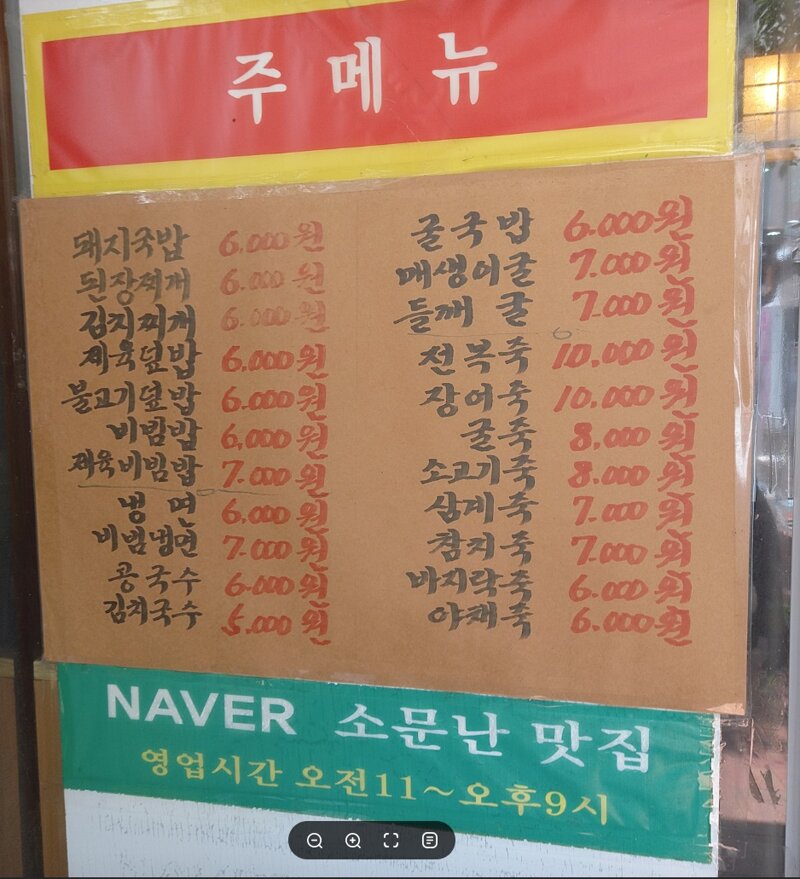 주메뉴
돼지국밥 6.000원
된장찌개 6.000원
김치찌개 6.000원
제육덮밥 6.000원
불고기덮밥 6.000원
비빔밥 6,000원
제육비빔밥 7.000원
냉면 6.000원
비빔냉면 7.000원
콩국수 6.000원
김치국수 5.000원
굴국밥 6.000원
매생이굴 7.000원
들깨 굴 7.000원
전복죽 10,000원
장어죽 10.000원
굴죽 8,000원
소고기죽 8.000원
삼계죽 7.000원
참치죽 7.000원
바지락죽 6.000원
야채죽 6.000원
NAVER 소문난 맛집
영업시간 오전11~오후9시